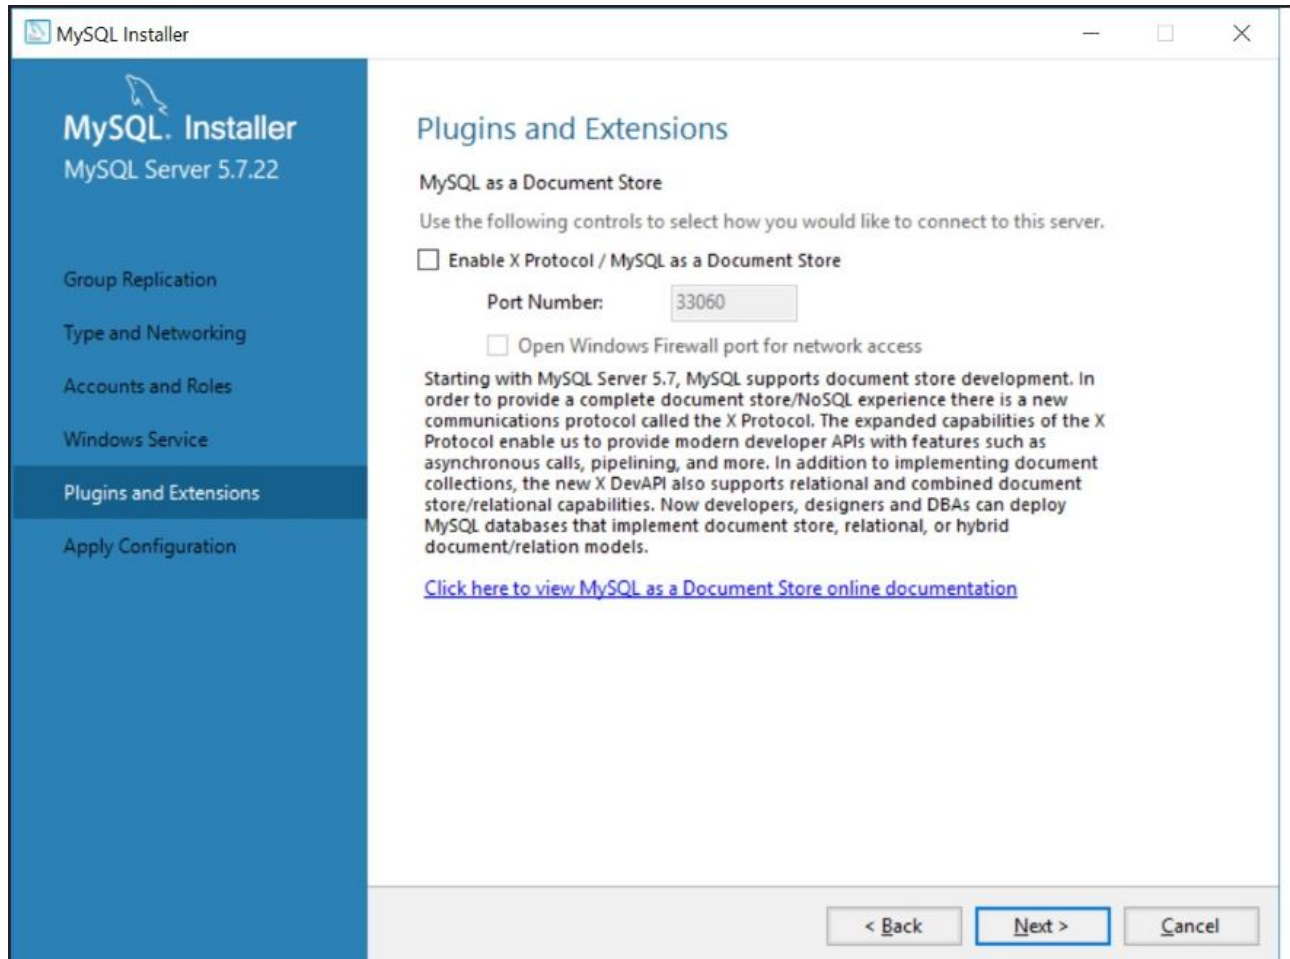 MySQL Installer
MySQL. Installer
MySQL Server 5.7.22
Group Replication
Type and Networking
Accounts and Roles
Windows Service
Plugins and Extensions
Apply Configuration
Plugins and Extensions
MySQL as a Document Store
Use the following controls to select how you would like to connect to this server.
Enable X Protocol / MySQL as a Document Store
Port Number: 33060
Open Windows Firewall port for network access
Starting with MySQL Server 5.7, MySQL supports document store development. In
order to provide a complete document store/NoSQL experience there is a new
communications protocol called the X Protocol. The expanded capabilities of the X
Protocol enable us to provide modern developer APIs with features such as
asynchronous calls, pipelining, and more. In addition to implementing document
collections, the new X DevAPI also supports relational and combined document
store/relational capabilities. Now developers, designers and DBAs can deploy
MySQL databases that implement document store, relational, or hybrid
document/relation models.
Click here to view MySQL as a Document Store online documentation
< Back Next > Cancel